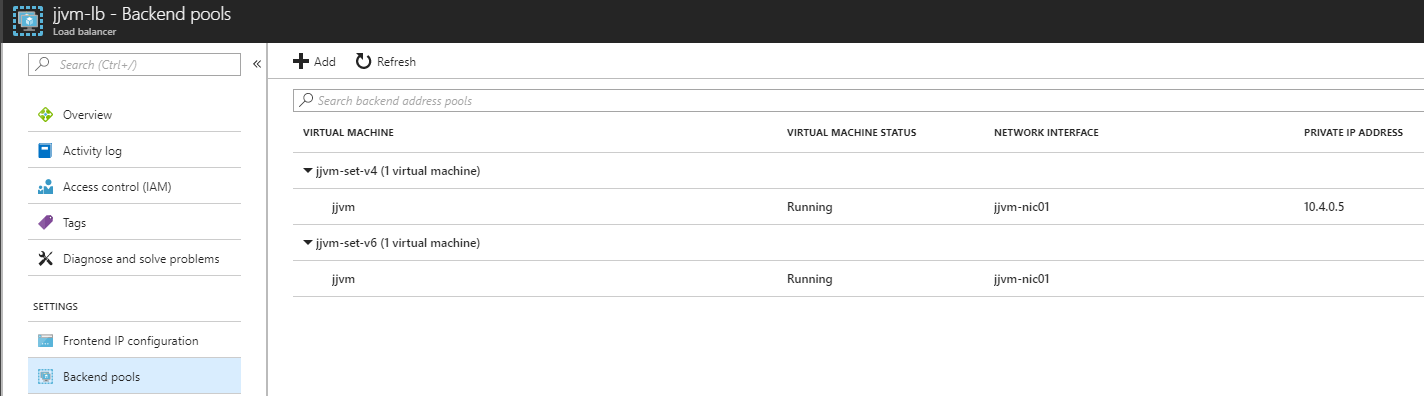 jjvm-lb - Backend pools
Load balancer
Search (Ctrl+/)
«
Add
Refresh
Overview
Activity log
Access control (IAM)
Tags
Diagnose and solve problems
SETTINGS
Frontend IP configuration
Backend pools
Search backend address pools
VIRTUAL MACHINE VIRTUAL MACHINE STATUS NETWORK INTERFACE PRIVATE IP ADDRESS
jjvm-set-v4 (1 virtual machine)
jjvm Running jjvm-nic01 10.4.0.5
jjvm-set-v6 (1 virtual machine)
jjvm Running jjvm-nic01